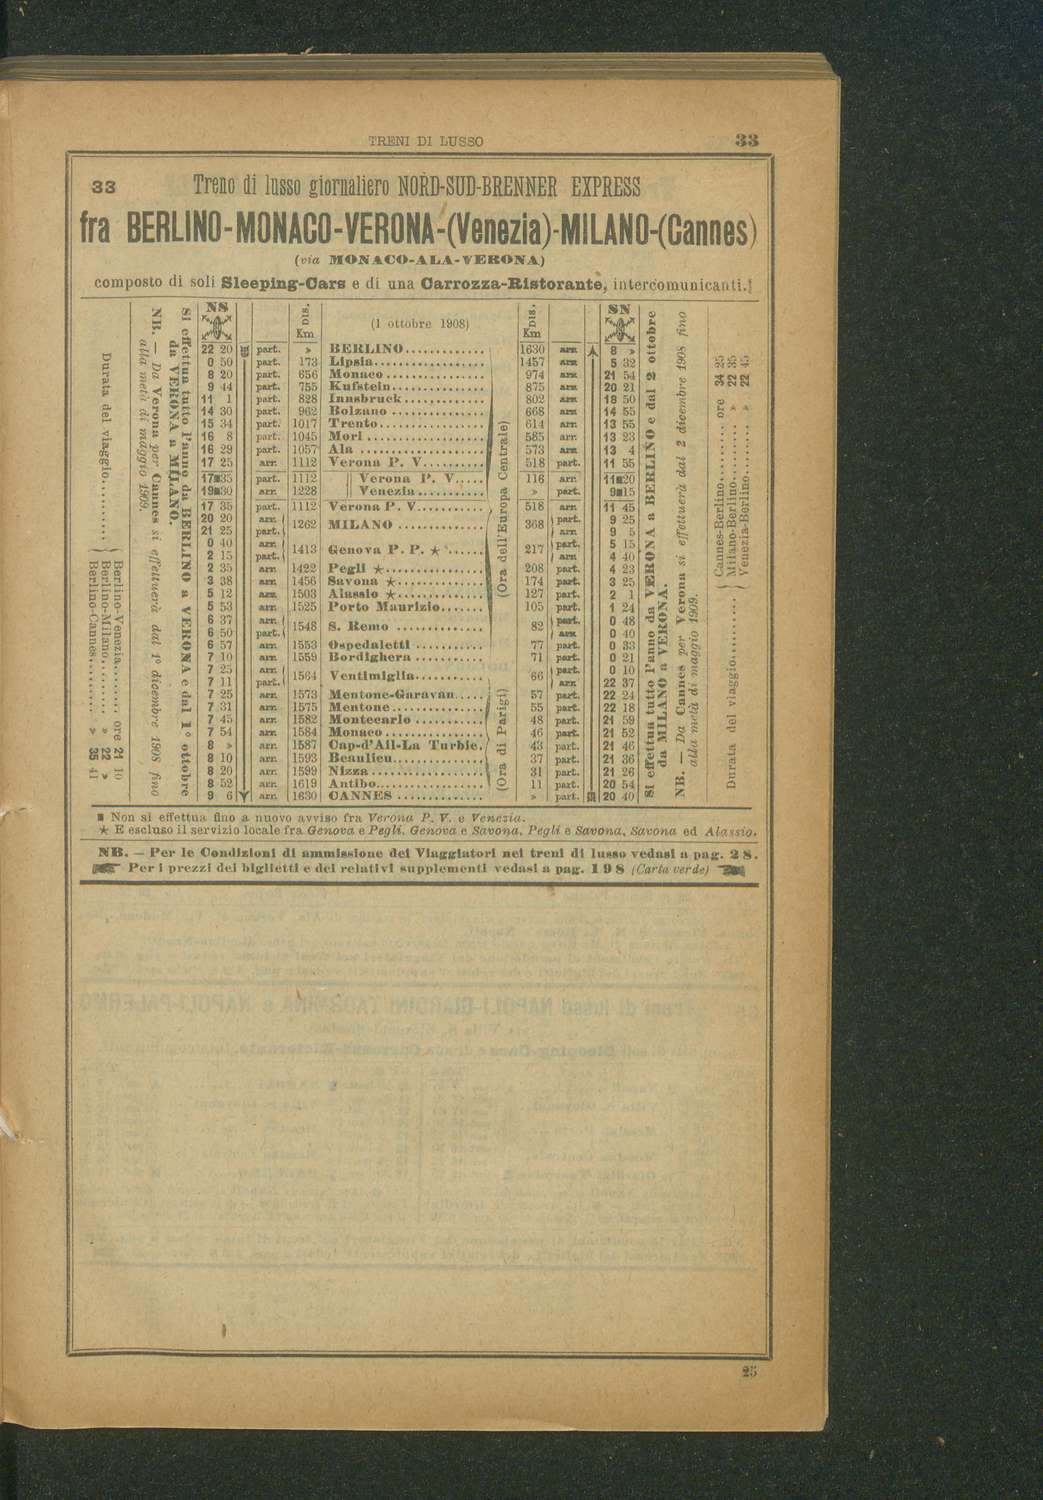 TRENI DI LUSSO 33
33 Treno di lusso giornaliero NORD-SUD-BRENNER EXPRESS
fra BERLINO-MONACO-VERONA-(Venezia)-MILANO-(Cannes)
(via MONACO-ALA-VERONA)
composto di soli Sleeping-Cars e di una Carrozza-Ristorante, intercomunicanti.
NS Dis. Km (1 ottobre 1908) Dis. Km SN
22 20 part. » BERLINO 1630 arr. 8 »
0 50 part. 173 Lipsia 1457 arr. 5 32
8 20 part. 656 Monaco 974 arr. 21 54
9 44 part. 755 Kufstein 875 arr. 20 21
11 1 part. 828 Innsbruck 802 arr. 18 50
14 30 part. 962 Bolzano 668 arr. 14 55
15 34 part. 1017 Trento 614 arr. 13 55
16 8 part. 1045 Mori 585 arr. 13 23
16 29 part. 1057 Ala 573 arr. 13 4
17 25 arr. 1112 Verona P. V. 518 part. 11 55
17■35 part. 1112 Verona P. V. 116 arr. 11■20
19■30 arr. 1228 Venezia » part. 9■15
17 35 part. 1112 Verona P. V. 518 arr. 11 45
20 20 arr. 1262 MILANO 368 part. 9 25
21 25 part. arr. 9 5
0 40 arr. 1413 Genova P. P. ★ 217 part. 5 15
2 15 part. arr. 4 40
2 35 arr. 1422 Pegli ★ 208 part. 4 23
3 38 arr. 1456 Savona ★ 174 part. 3 25
5 12 arr. 1503 Alassio ★ 127 part. 2 1
5 53 arr. 1525 Porto Maurizio 105 part. 1 24
6 37 arr. 1548 S. Remo 82 part. 0 48
6 50 part. arr. 0 40
6 57 arr. 1553 Ospedaletti 77 part. 0 33
7 10 arr. 1559 Bordighera 71 part. 0 21
7 25 arr. 1564 Ventimiglia 66 part. 0 10
7 11 part. arr. 22 37
7 25 arr. 1573 Mentone-Garavan 57 part. 22 24
7 31 arr. 1575 Mentone 55 part. 22 18
7 45 arr. 1582 Montecarlo 48 part. 21 59
7 54 arr. 1584 Monaco 46 part. 21 52
8 » arr. 1587 Cap-d'Ail-La Turbie. 43 part. 21 46
8 10 arr. 1593 Beaulieu 37 part. 21 36
8 20 arr. 1599 Nizza 31 part. 21 26
8 52 arr. 1619 Antibo 11 part. 20 54
9 6 arr. 1630 CANNES » part. 20 40
(Ora dell'Europa Centrale)
(Ora di Parigi)
Si effettua tutto l'anno da BERLINO a VERONA e dal 1º ottobre
da VERONA a MILANO.
NB. — Da Verona per Cannes si effettuerà dal 1º dicembre 1908 fino
alla metà di maggio 1909.
Durata del viaggio
Berlino-Venezia ore 21 10
Berlino-Milano » 22 »
Berlino-Cannes » 35 41
Si effettua tutto l'anno da VERONA a BERLINO e dal 2 ottobre
da MILANO a VERONA.
NB. — Da Cannes per Verona si effettuerà dal 2 dicembre 1908 fino
alla metà di maggio 1909.
Durata del viaggio
Cannes-Berlino ore 34 25
Milano-Berlino » 22 35
Venezia-Berlino » 22 45
■ Non si effettua fino a nuovo avviso fra Verona P. V. e Venezia.
★ E escluso il servizio locale fra Genova e Pegli, Genova e Savona, Pegli e Savona, Savona ed Alassio.
NB. — Per le Condizioni di ammissione dei Viaggiatori nei treni di lusso vedasi a pag. 28.
Per i prezzi dei biglietti e dei relativi supplementi vedasi a pag. 198 (Carta verde)
25